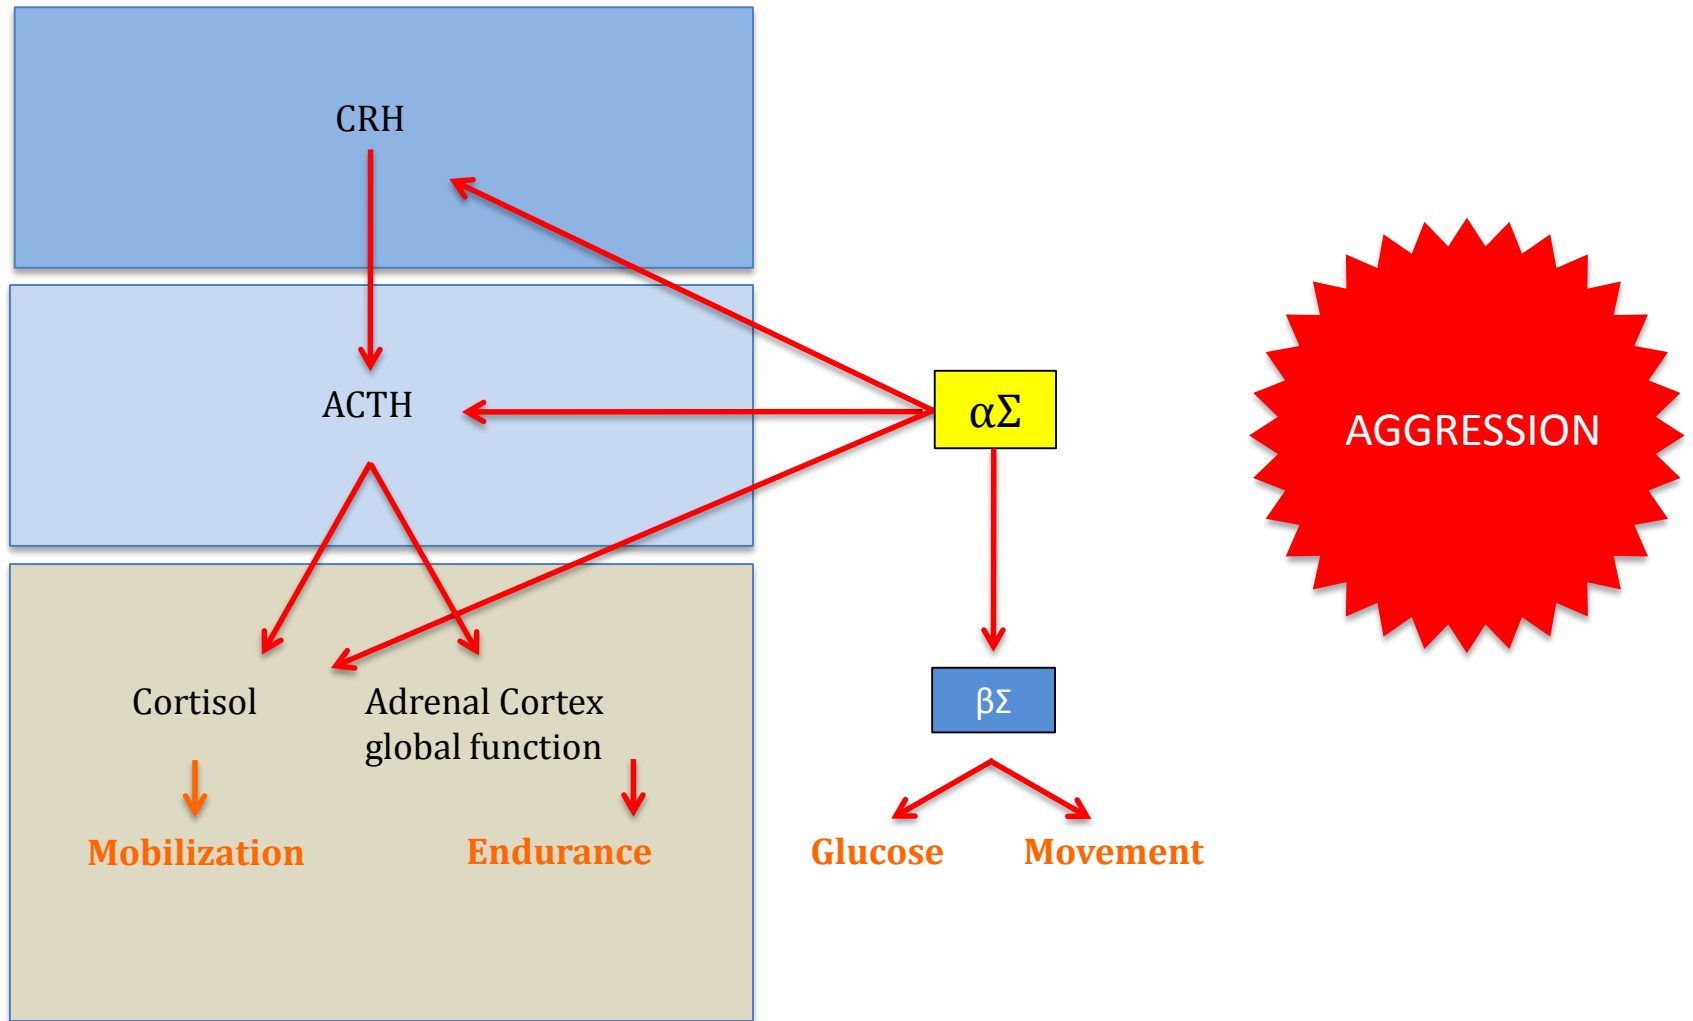 CRH
ACTH
αΣ
AGGRESSION
Cortisol
Adrenal Cortex
global function
βΣ
Mobilization
Endurance
Glucose
Movement